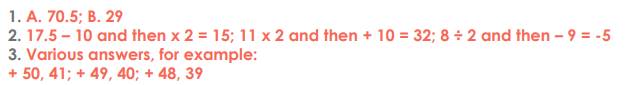 1. A. 70.5; B. 29
2. 17.5 – 10 and then x 2 = 15; 11 x 2 and then + 10 = 32; 8 ÷ 2 and then – 9 = -5
3. Various answers, for example:
+ 50, 41; + 49, 40; + 48, 39